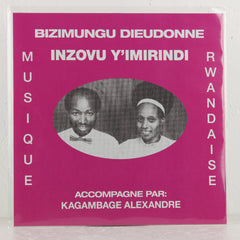 BIZIMUNGU DIEUDONNE
INZOVU Y'IMIRINDI
MUSIQUE
RWANDAISE
ACCOMPAGNE PAR:
KAGAMBAGE ALEXANDRE